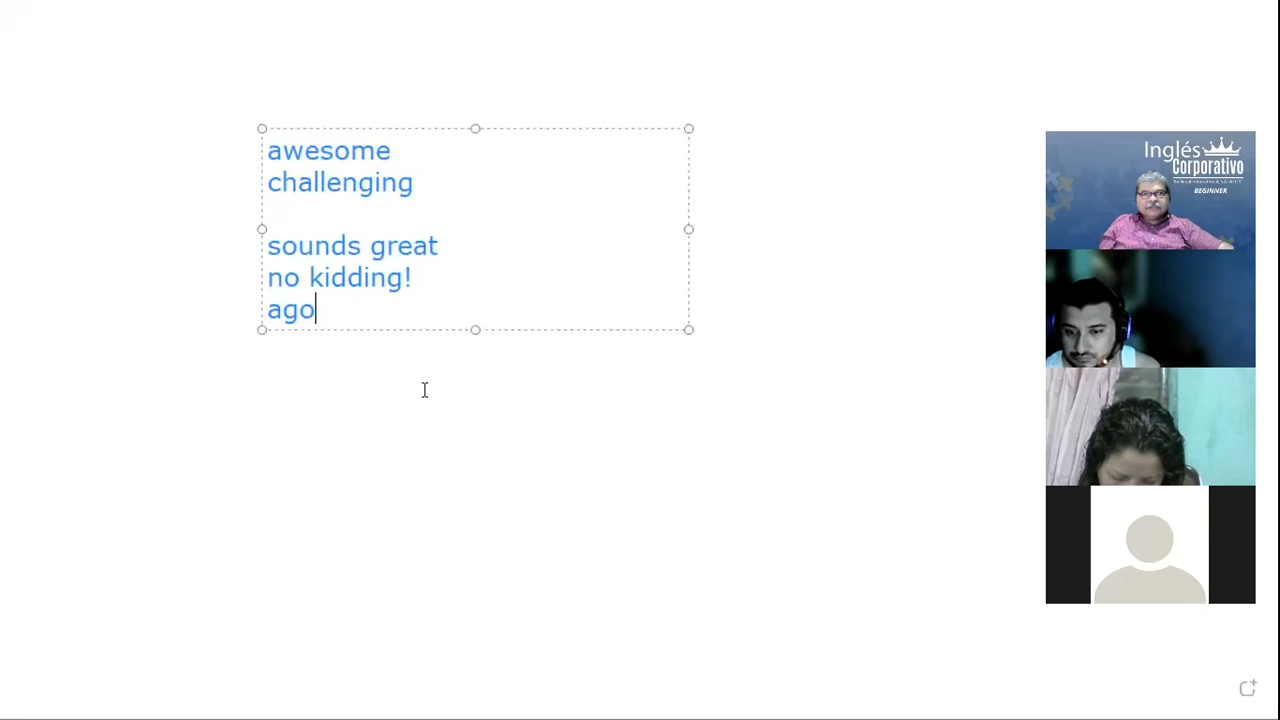 awesome
challenging
sounds great
no kidding!
ago
Inglés
Corporativo
BEGINNER